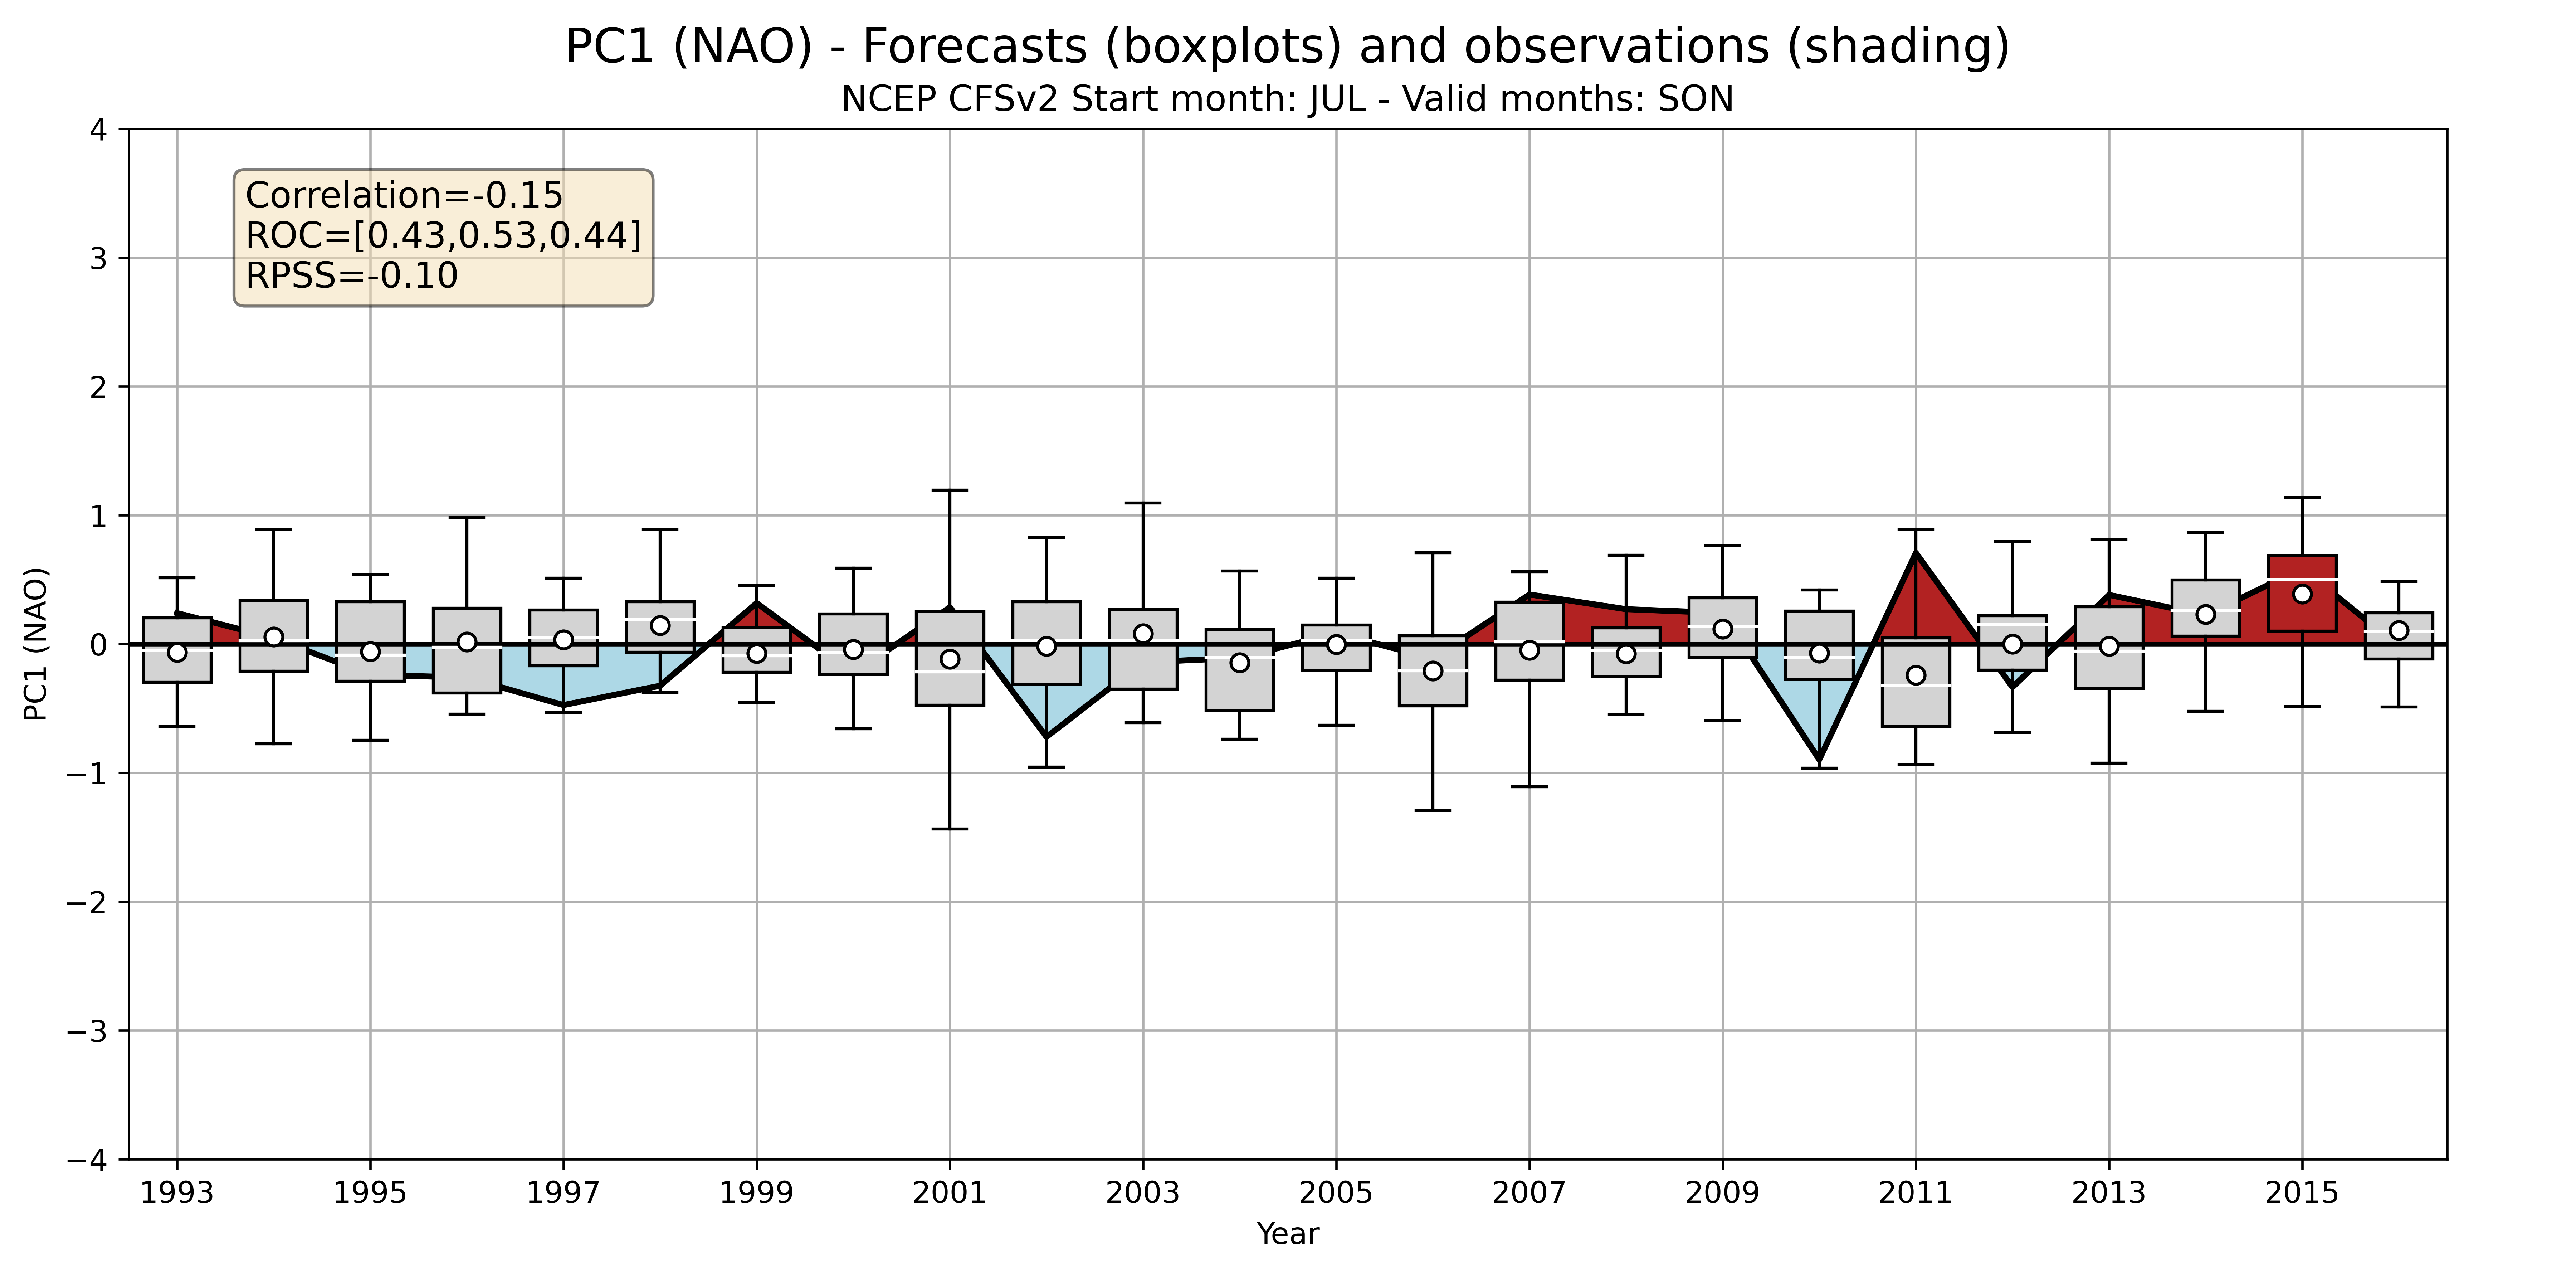 PC1 (NAO) - Forecasts (boxplots) and observations (shading)
NCEP CFSv2 Start month: JUL - Valid months: SON
Correlation=-0.15
ROC=[0.43,0.53,0.44]
RPSS=-0.10
PC1 (NAO)
4
3
2
1
0
−1
−2
−3
−4
1993 1995 1997 1999 2001 2003 2005 2007 2009 2011 2013 2015
Year